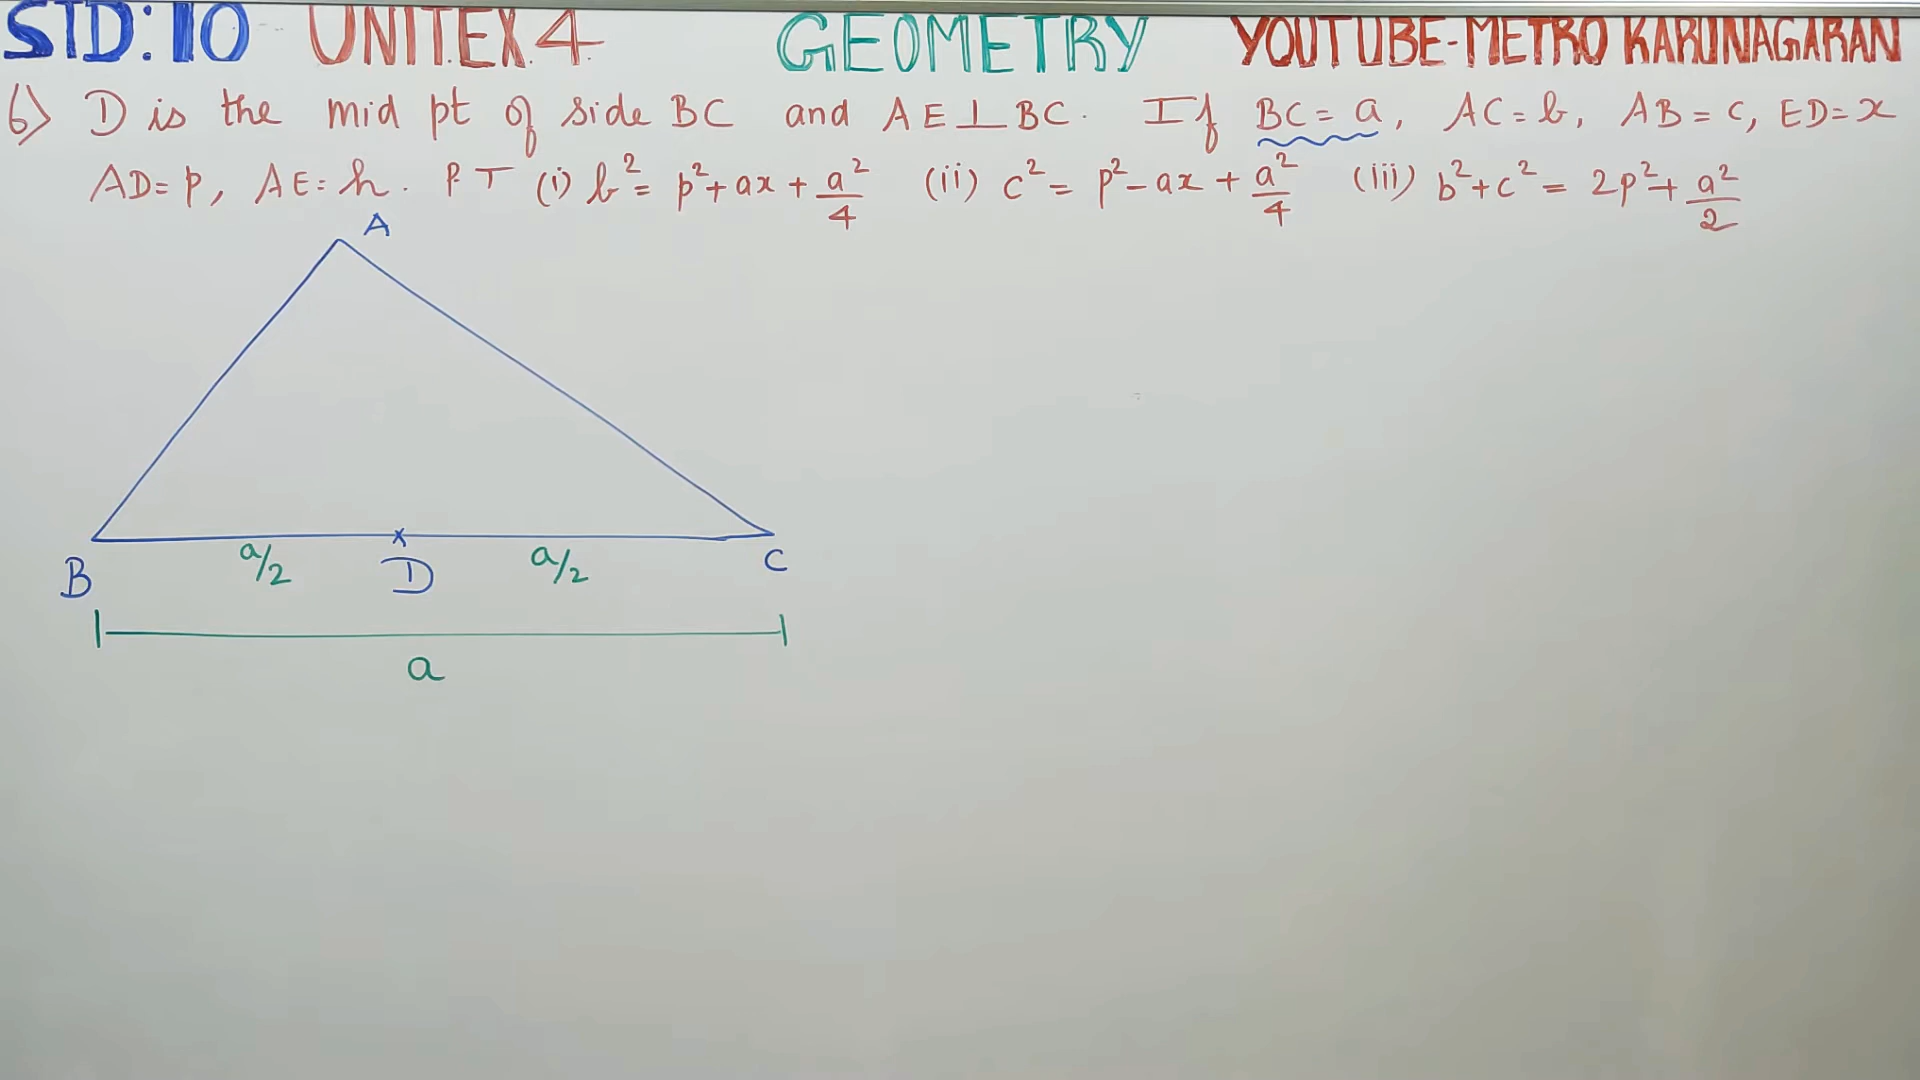 STD: 10 UNIT.EX.4. GEOMETRY YOUTUBE-METRO KARUNAGARAN
6) D is the mid pt of side BC and AE⊥BC. If BC = a, AC = b, AB = c, ED = x
AD = p, AE = h. P.T (i) b² = p² + ax + a²/4 (ii) c² = p² - ax + a²/4 (iii) b² + c² = 2p² + a²/2
A
B a/2 D a/2 C
a